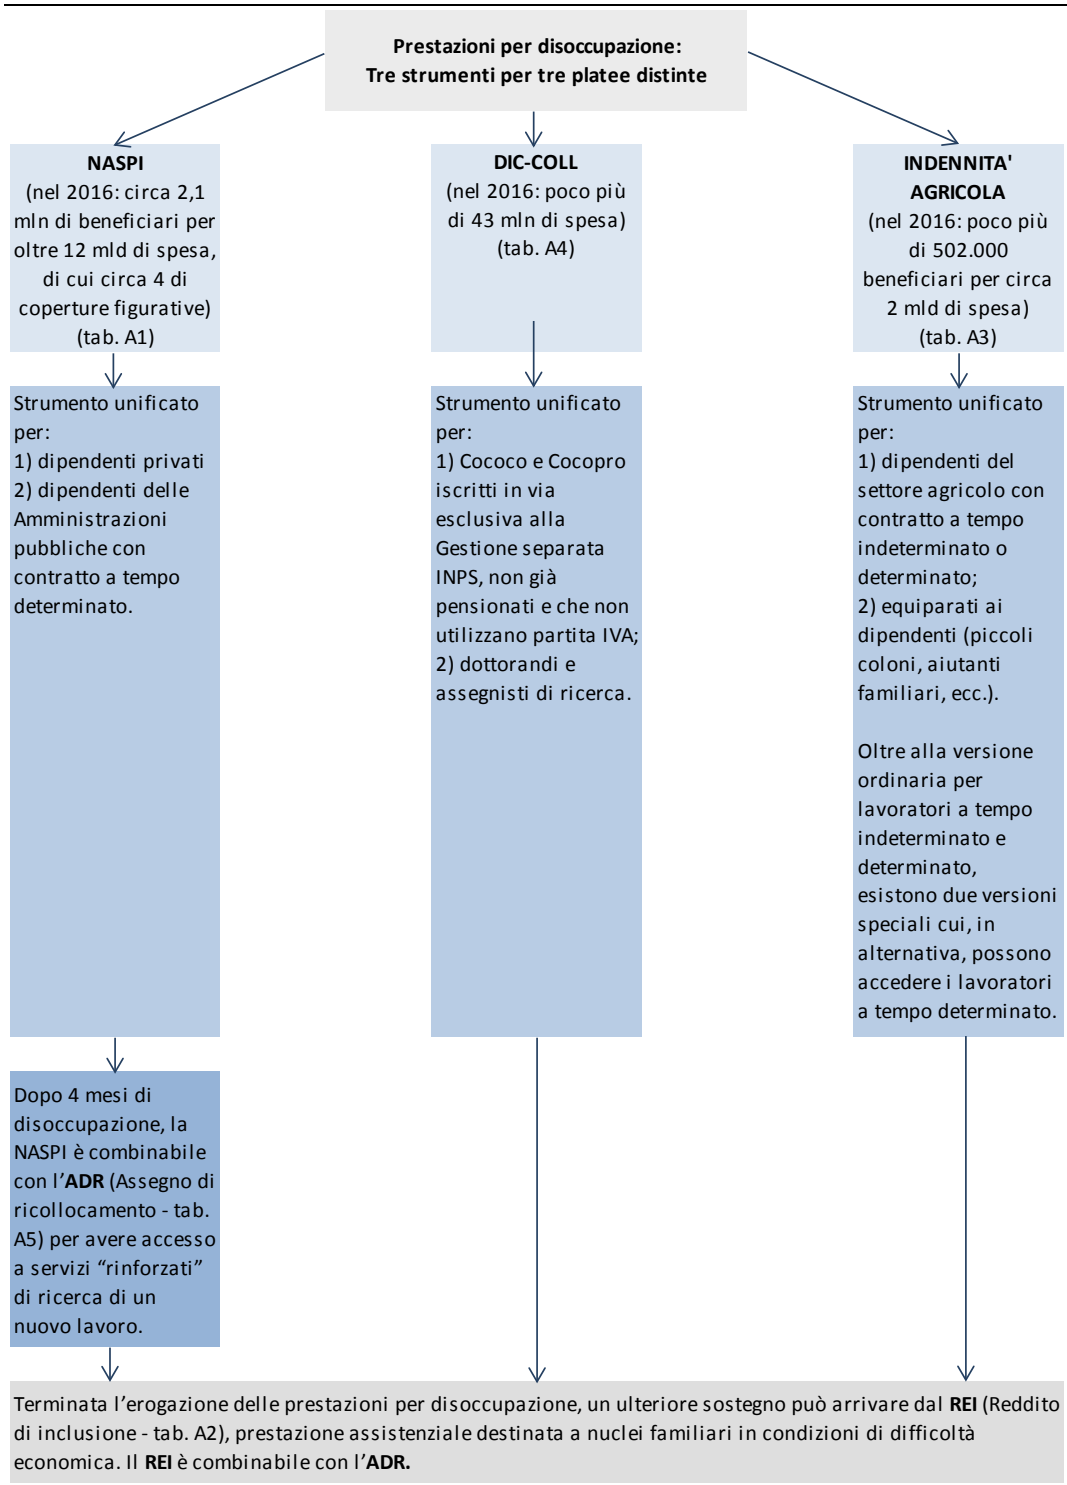 Prestazioni per disoccupazione:
Tre strumenti per tre platee distinte
NASPI
(nel 2016: circa 2,1
mln di beneficiari per
oltre 12 mld di spesa,
di cui circa 4 di
coperture figurative)
(tab. A1)
DIC-COLL
(nel 2016: poco più
di 43 mln di spesa)
(tab. A4)
INDENNITA'
AGRICOLA
(nel 2016: poco più
di 502.000
beneficiari per circa
2 mld di spesa)
(tab. A3)
Strumento unificato
per:
1) dipendenti privati
2) dipendenti delle
Amministrazioni
pubbliche con
contratto a tempo
determinato.
Strumento unificato
per:
1) Cococo e Cocopro
iscritti in via
esclusiva alla
Gestione separata
INPS, non già
pensionati e che non
utilizzano partita IVA;
2) dottorandi e
assegnisti di ricerca.
Strumento unificato
per:
1) dipendenti del
settore agricolo con
contratto a tempo
indeterminato o
determinato;
2) equiparati ai
dipendenti (piccoli
coloni, aiutanti
familiari, ecc.).
Oltre alla versione
ordinaria per
lavoratori a tempo
indeterminato e
determinato,
esistono due versioni
speciali cui, in
alternativa, possono
accedere i lavoratori
a tempo determinato.
Dopo 4 mesi di
disoccupazione, la
NASPI è combinabile
con l’ADR (Assegno di
ricollocamento - tab.
A5) per avere accesso
a servizi “rinforzati”
di ricerca di un
nuovo lavoro.
Terminata l’erogazione delle prestazioni per disoccupazione, un ulteriore sostegno può arrivare dal REI (Reddito
di inclusione - tab. A2), prestazione assistenziale destinata a nuclei familiari in condizioni di difficoltà
economica. Il REI è combinabile con l’ADR.